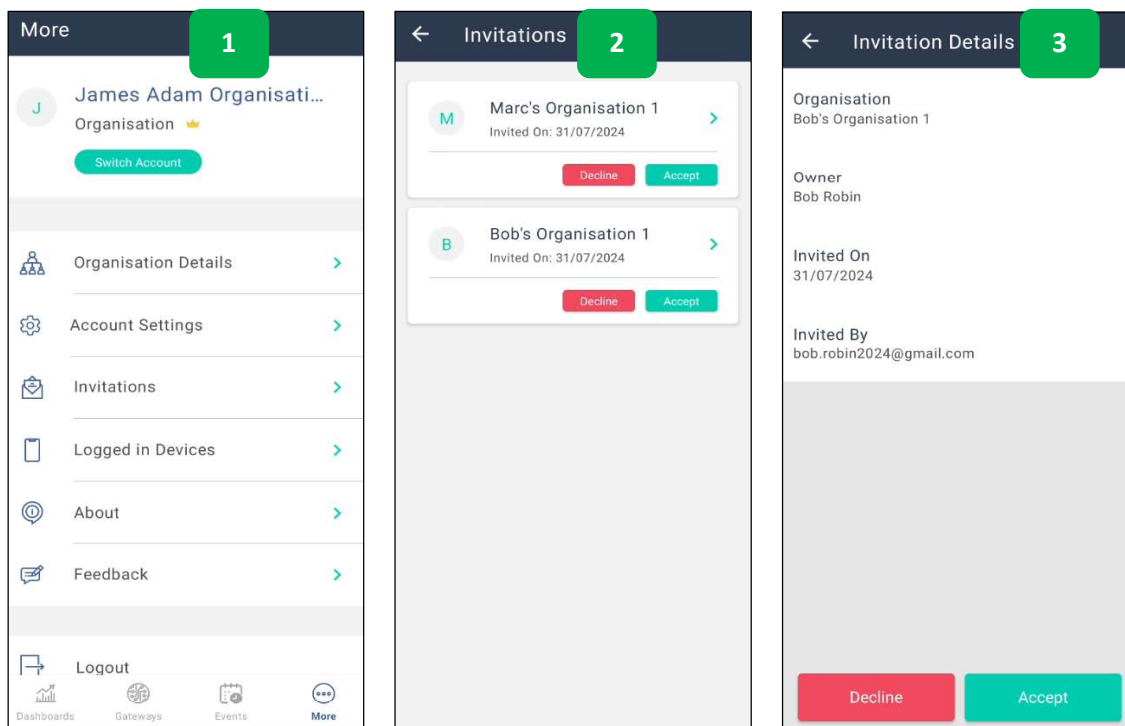 More
1
J
James Adam Organisati...
Organisation
Switch Account
Organisation Details
Account Settings
Invitations
Logged in Devices
About
Feedback
Logout
Dashboards Gateways Events More
Invitations
2
M
Marc's Organisation 1
Invited On: 31/07/2024
Decline Accept
B
Bob's Organisation 1
Invited On: 31/07/2024
Decline Accept
Invitation Details
3
Organisation
Bob's Organisation 1
Owner
Bob Robin
Invited On
31/07/2024
Invited By
bob.robin2024@gmail.com
Decline Accept